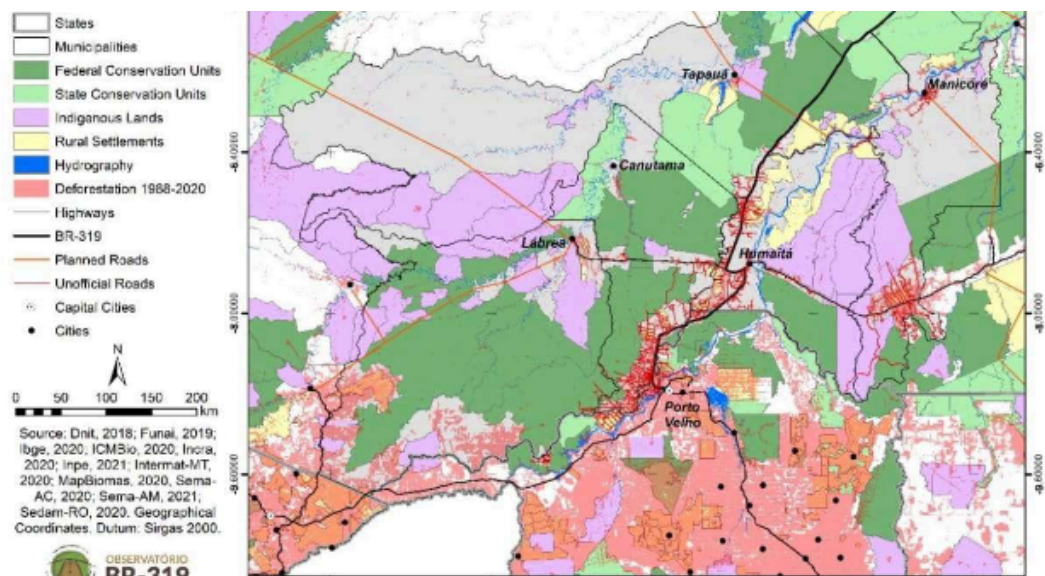 States
Municipalities
Federal Conservation Units
State Conservation Units
Indiganous Lands
Rural Settlements
Hydrography
Deforestation 1988-2020
Highways
BR-319
Planned Roads
Unofficial Roads
Capital Cities
Cities
N
0 50 100 150 200
km
Source: Dnit, 2018; Funai, 2019;
Ibge, 2020; ICMBio, 2020; Incra,
2020; Inpe, 2021; Intermat-MT,
2020; MapBiomas, 2020, Sema-
AC, 2020; Sema-AM, 2021;
Sedam-RO, 2020. Geographical
Coordinates. Dutum: Sirgas 2000.
OBSERVATÓRIO
BR-319
Tapauá
Manicoré
Canutama
Lábrea
Humaitá
Porto
Velho